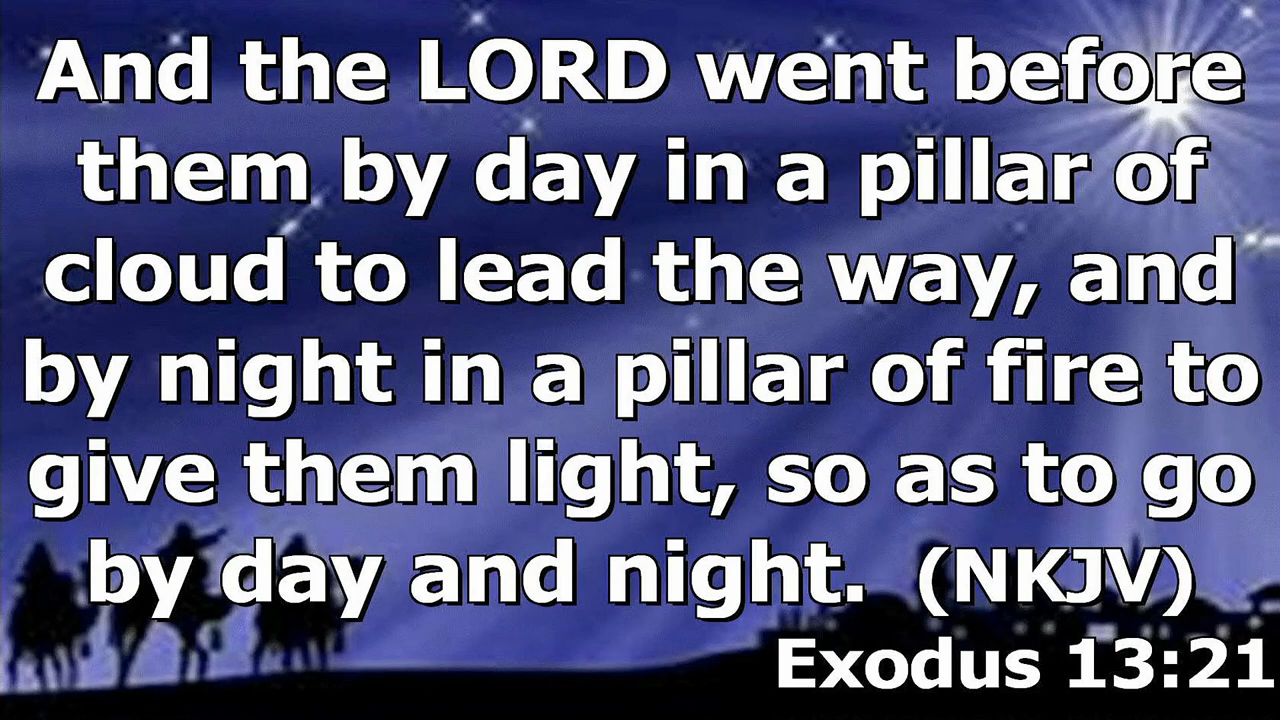 And the LORD went before
them by day in a pillar of
cloud to lead the way, and
by night in a pillar of fire to
give them light, so as to go
by day and night. (NKJV)
Exodus 13:21